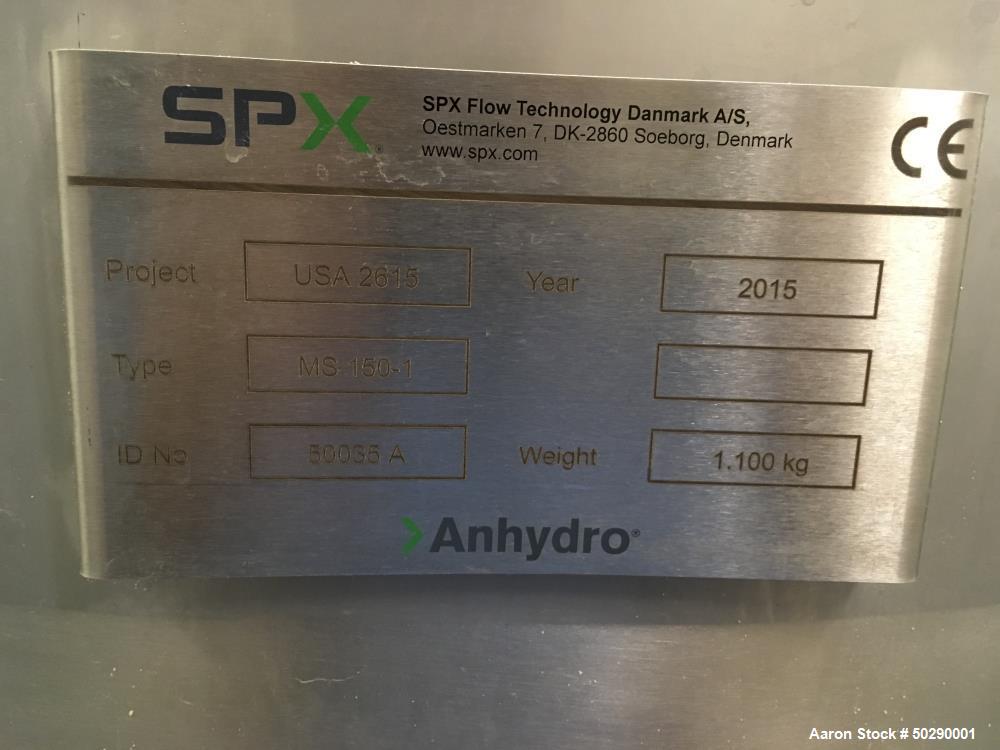 SPX
SPX Flow Technology Danmark A/S,
Oestmarken 7, DK-2860 Soeborg, Denmark
www.spx.com
CE
Project USA 2615 Year 2015
Type MS 150-1
ID No 50035 A Weight 1.100 kg
Anhydro®
Aaron Stock # 50290001